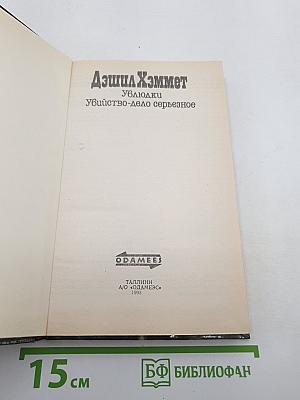 Дэшил Хэммет
Ублюдки
Убийство-дело серьезное
ODAMEES
ТАЛЛИНН
А/О «ОДАМЕЭС»
15 см
БФ БИБЛИОФАН